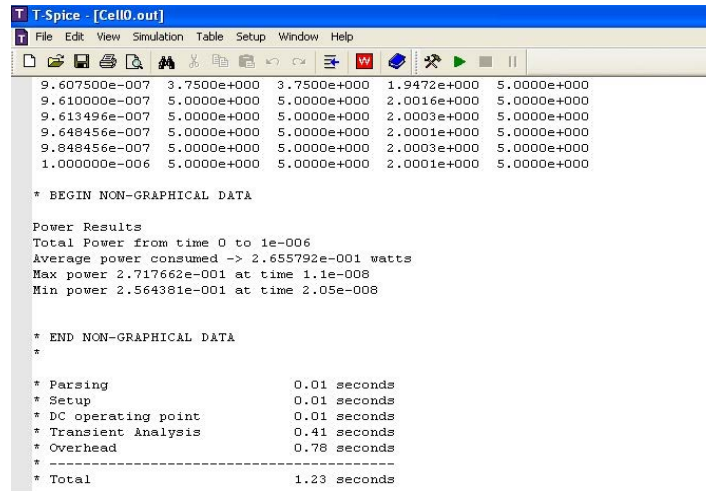 T-Spice - [Cell0.out]
File Edit View Simulation Table Setup Window Help
9.607500e-007 3.7500e+000 3.7500e+000 1.9472e+000 5.0000e+000
9.610000e-007 5.0000e+000 5.0000e+000 2.0016e+000 5.0000e+000
9.613496e-007 5.0000e+000 5.0000e+000 2.0003e+000 5.0000e+000
9.648456e-007 5.0000e+000 5.0000e+000 2.0001e+000 5.0000e+000
9.848456e-007 5.0000e+000 5.0000e+000 2.0003e+000 5.0000e+000
1.000000e-006 5.0000e+000 5.0000e+000 2.0001e+000 5.0000e+000
* BEGIN NON-GRAPHICAL DATA
Power Results
Total Power from time 0 to 1e-006
Average power consumed -> 2.655792e-001 watts
Max power 2.717662e-001 at time 1.1e-008
Min power 2.564381e-001 at time 2.05e-008
* END NON-GRAPHICAL DATA
*
* Parsing 0.01 seconds
* Setup 0.01 seconds
* DC operating point 0.01 seconds
* Transient Analysis 0.41 seconds
* Overhead 0.78 seconds
* -----------------------------------------
* Total 1.23 seconds